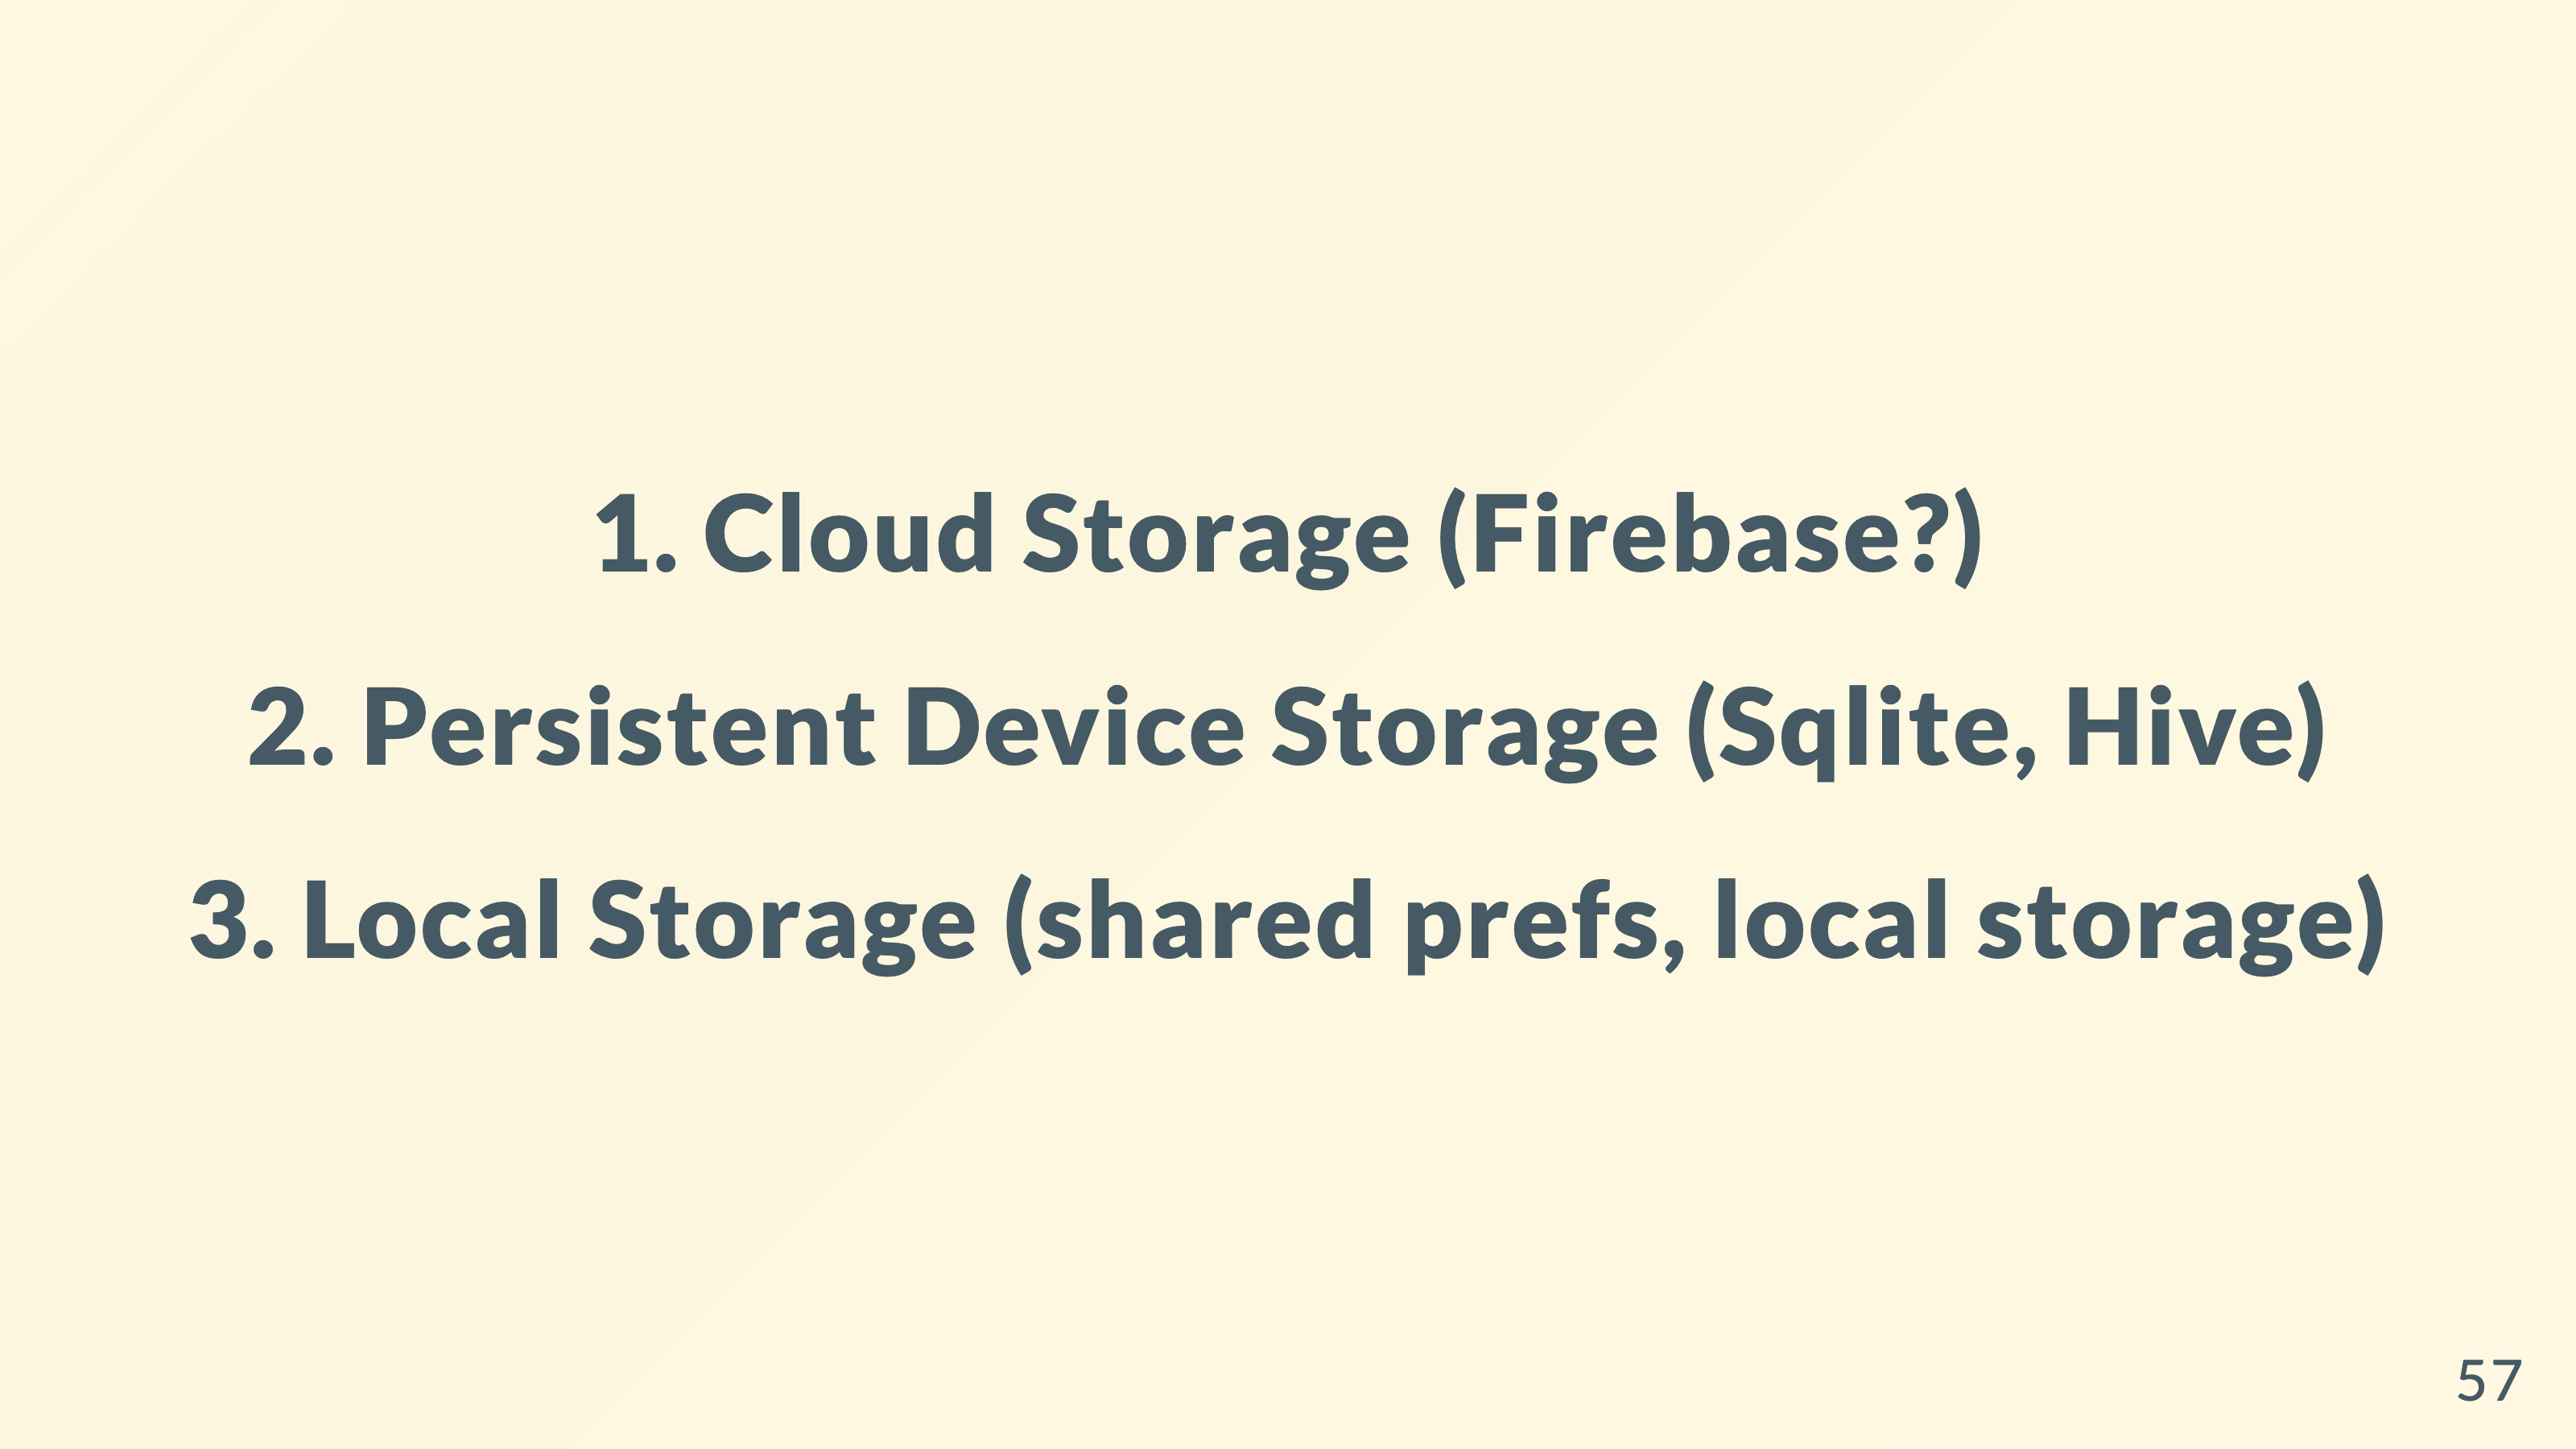 1. Cloud Storage (Firebase?)
2. Persistent Device Storage (Sqlite, Hive)
3. Local Storage (shared prefs, local storage)
57